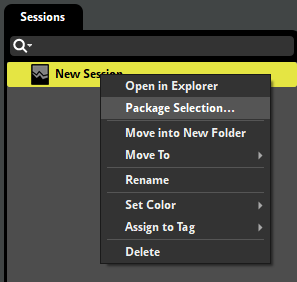 Sessions
New Session
Open in Explorer
Package Selection...
Move into New Folder
Move To
Rename
Set Color
Assign to Tag
Delete